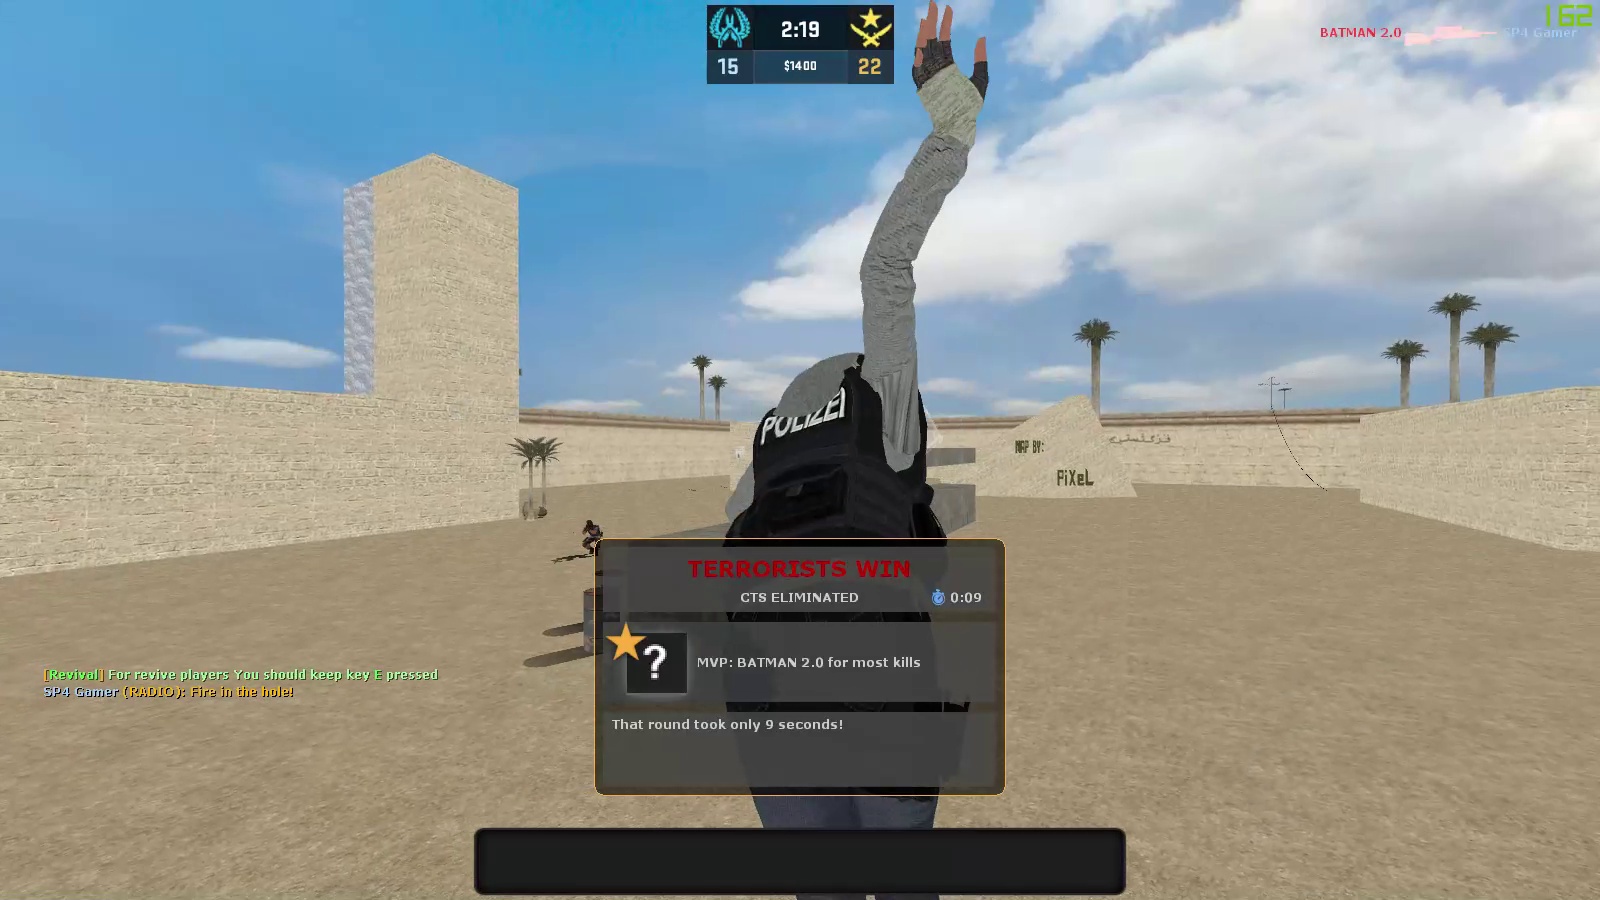 2:19
15 $1400 22
162
BATMAN 2.0 SP4 Gamer
POLIZEI
MAP BY:
PiXeL
TERRORISTS WIN
CTS ELIMINATED 0:09
?
MVP: BATMAN 2.0 for most kills
That round took only 9 seconds!
[Revival] For revive players You should keep key E pressed
SP4 Gamer (RADIO): Fire in the hole!